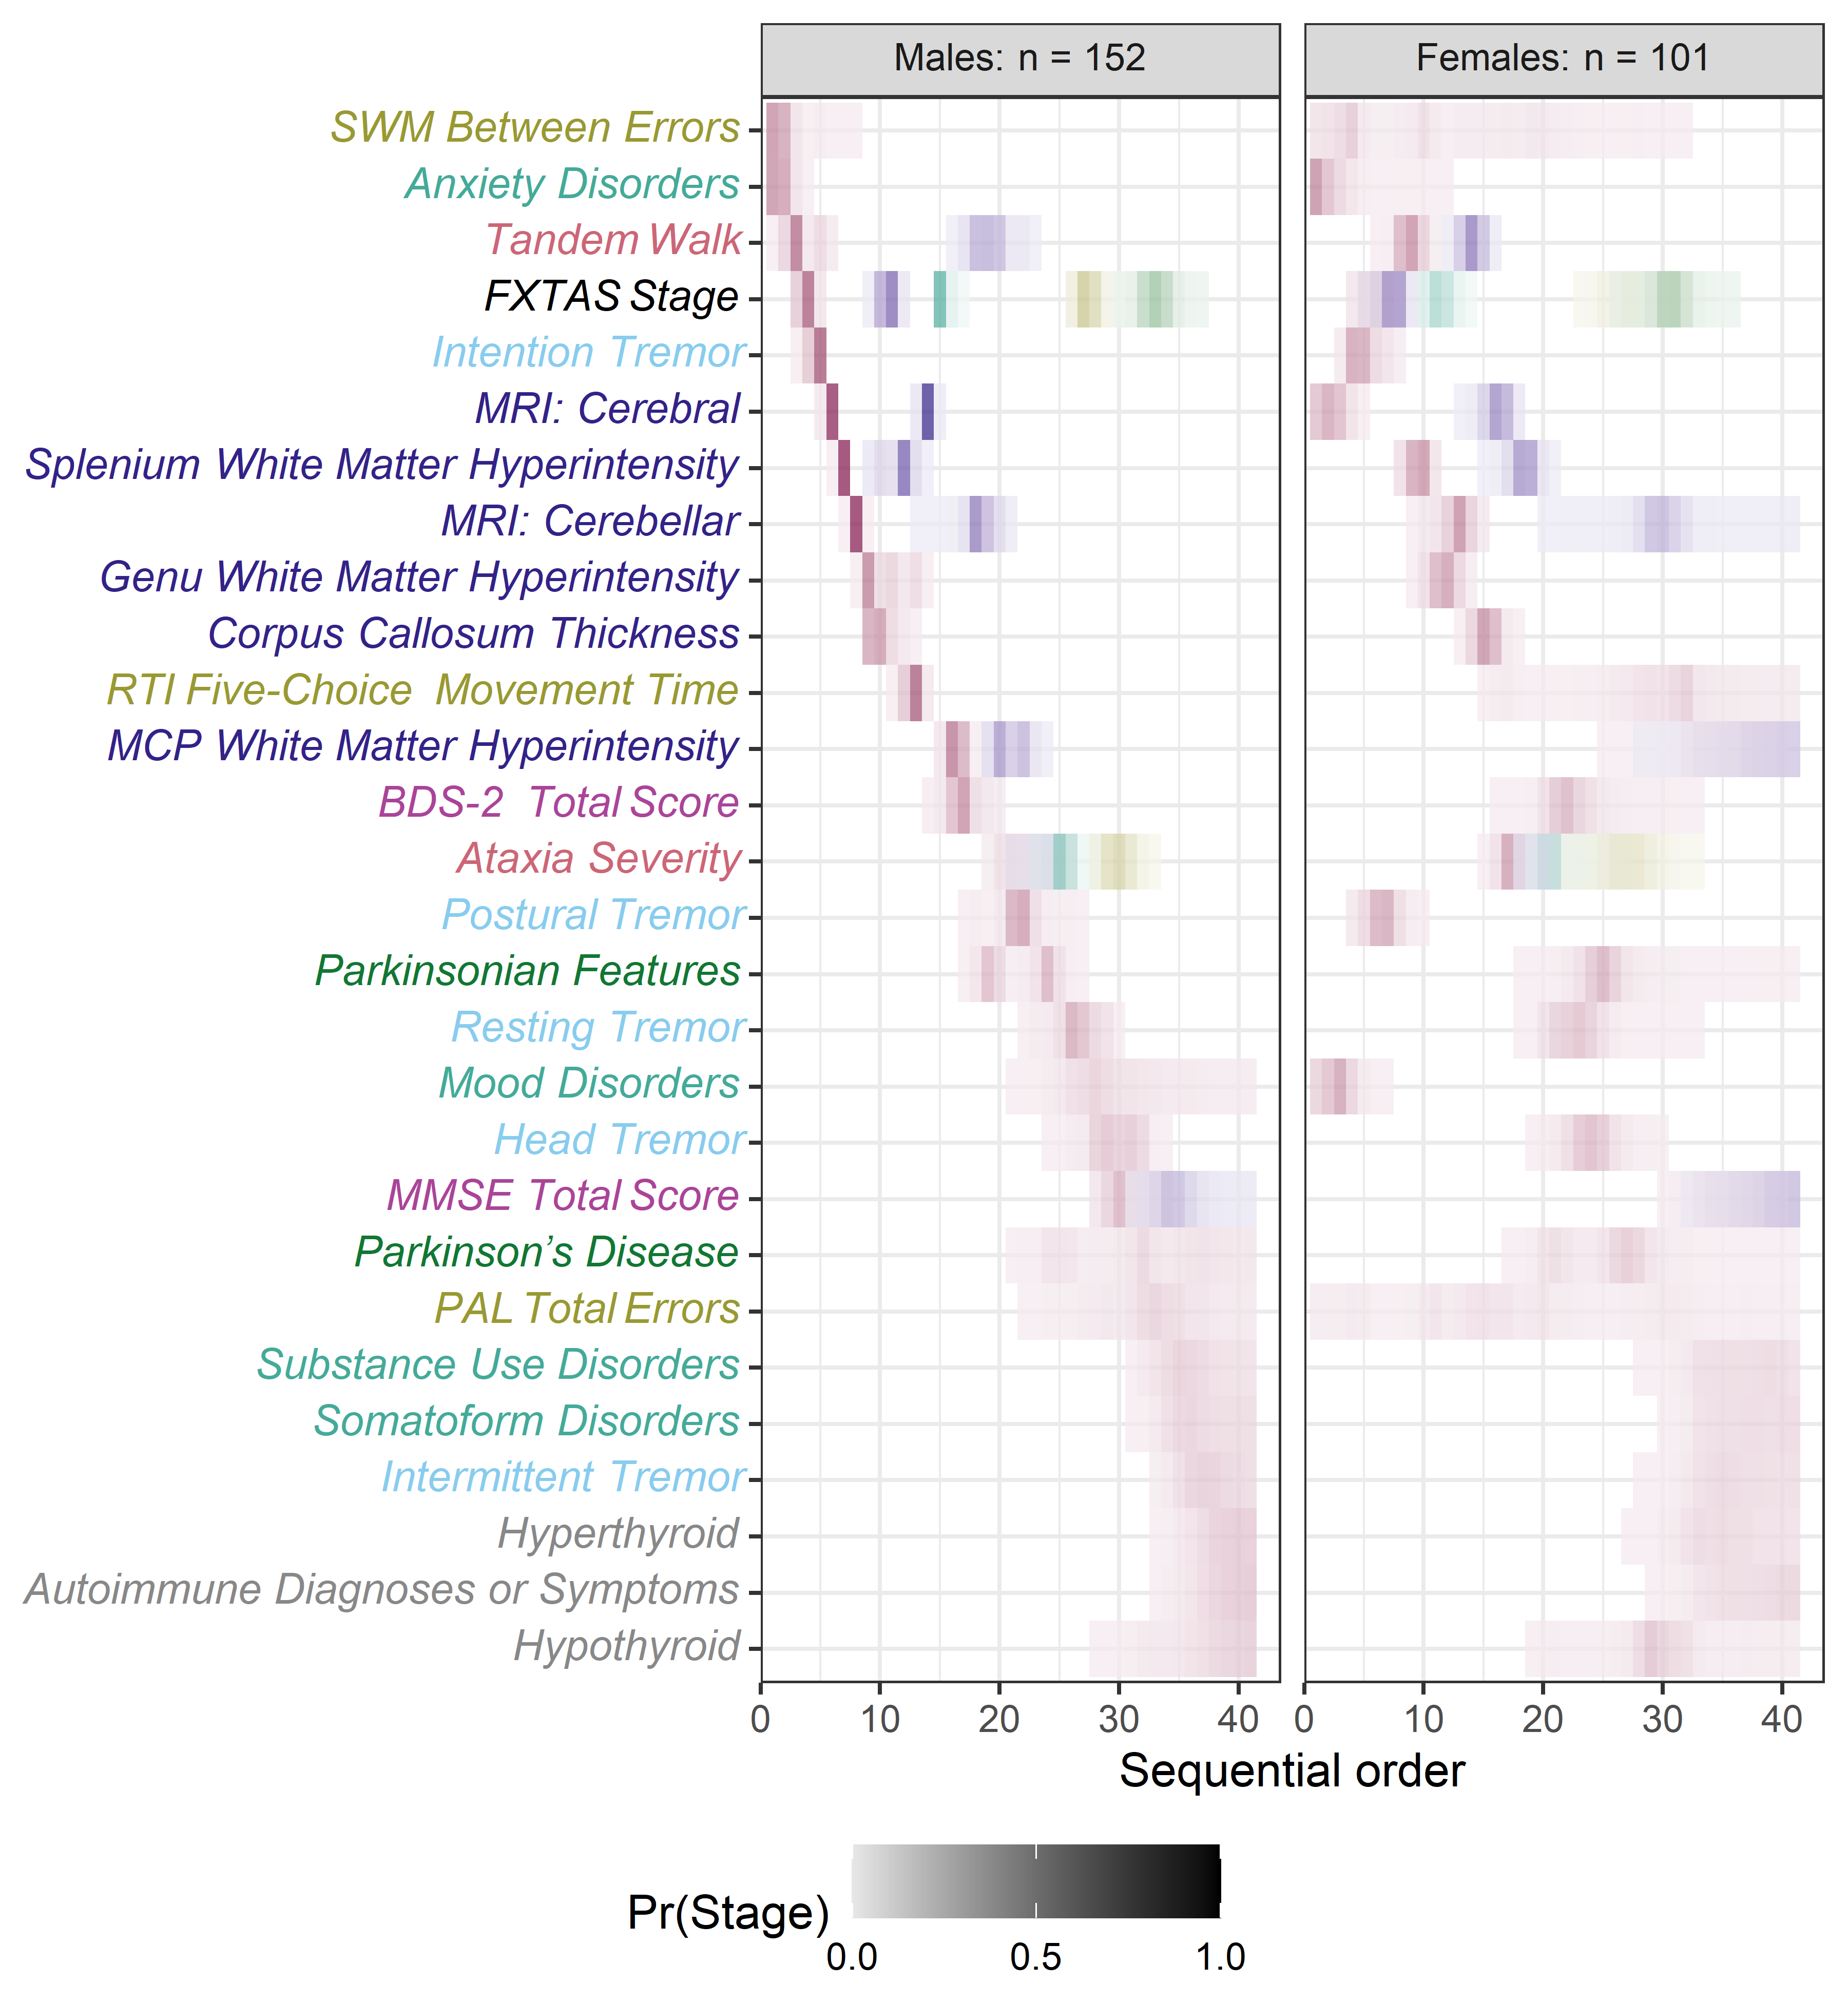 Males: n = 152
Females: n = 101
SWM Between Errors
Anxiety Disorders
Tandem Walk
FXTAS Stage
Intention Tremor
MRI: Cerebral
Splenium White Matter Hyperintensity
MRI: Cerebellar
Genu White Matter Hyperintensity
Corpus Callosum Thickness
RTI Five-Choice Movement Time
MCP White Matter Hyperintensity
BDS-2 Total Score
Ataxia Severity
Postural Tremor
Parkinsonian Features
Resting Tremor
Mood Disorders
Head Tremor
MMSE Total Score
Parkinson’s Disease
PAL Total Errors
Substance Use Disorders
Somatoform Disorders
Intermittent Tremor
Hyperthyroid
Autoimmune Diagnoses or Symptoms
Hypothyroid
0 10 20 30 40 0 10 20 30 40
Sequential order
Pr(Stage)
0.0 0.5 1.0